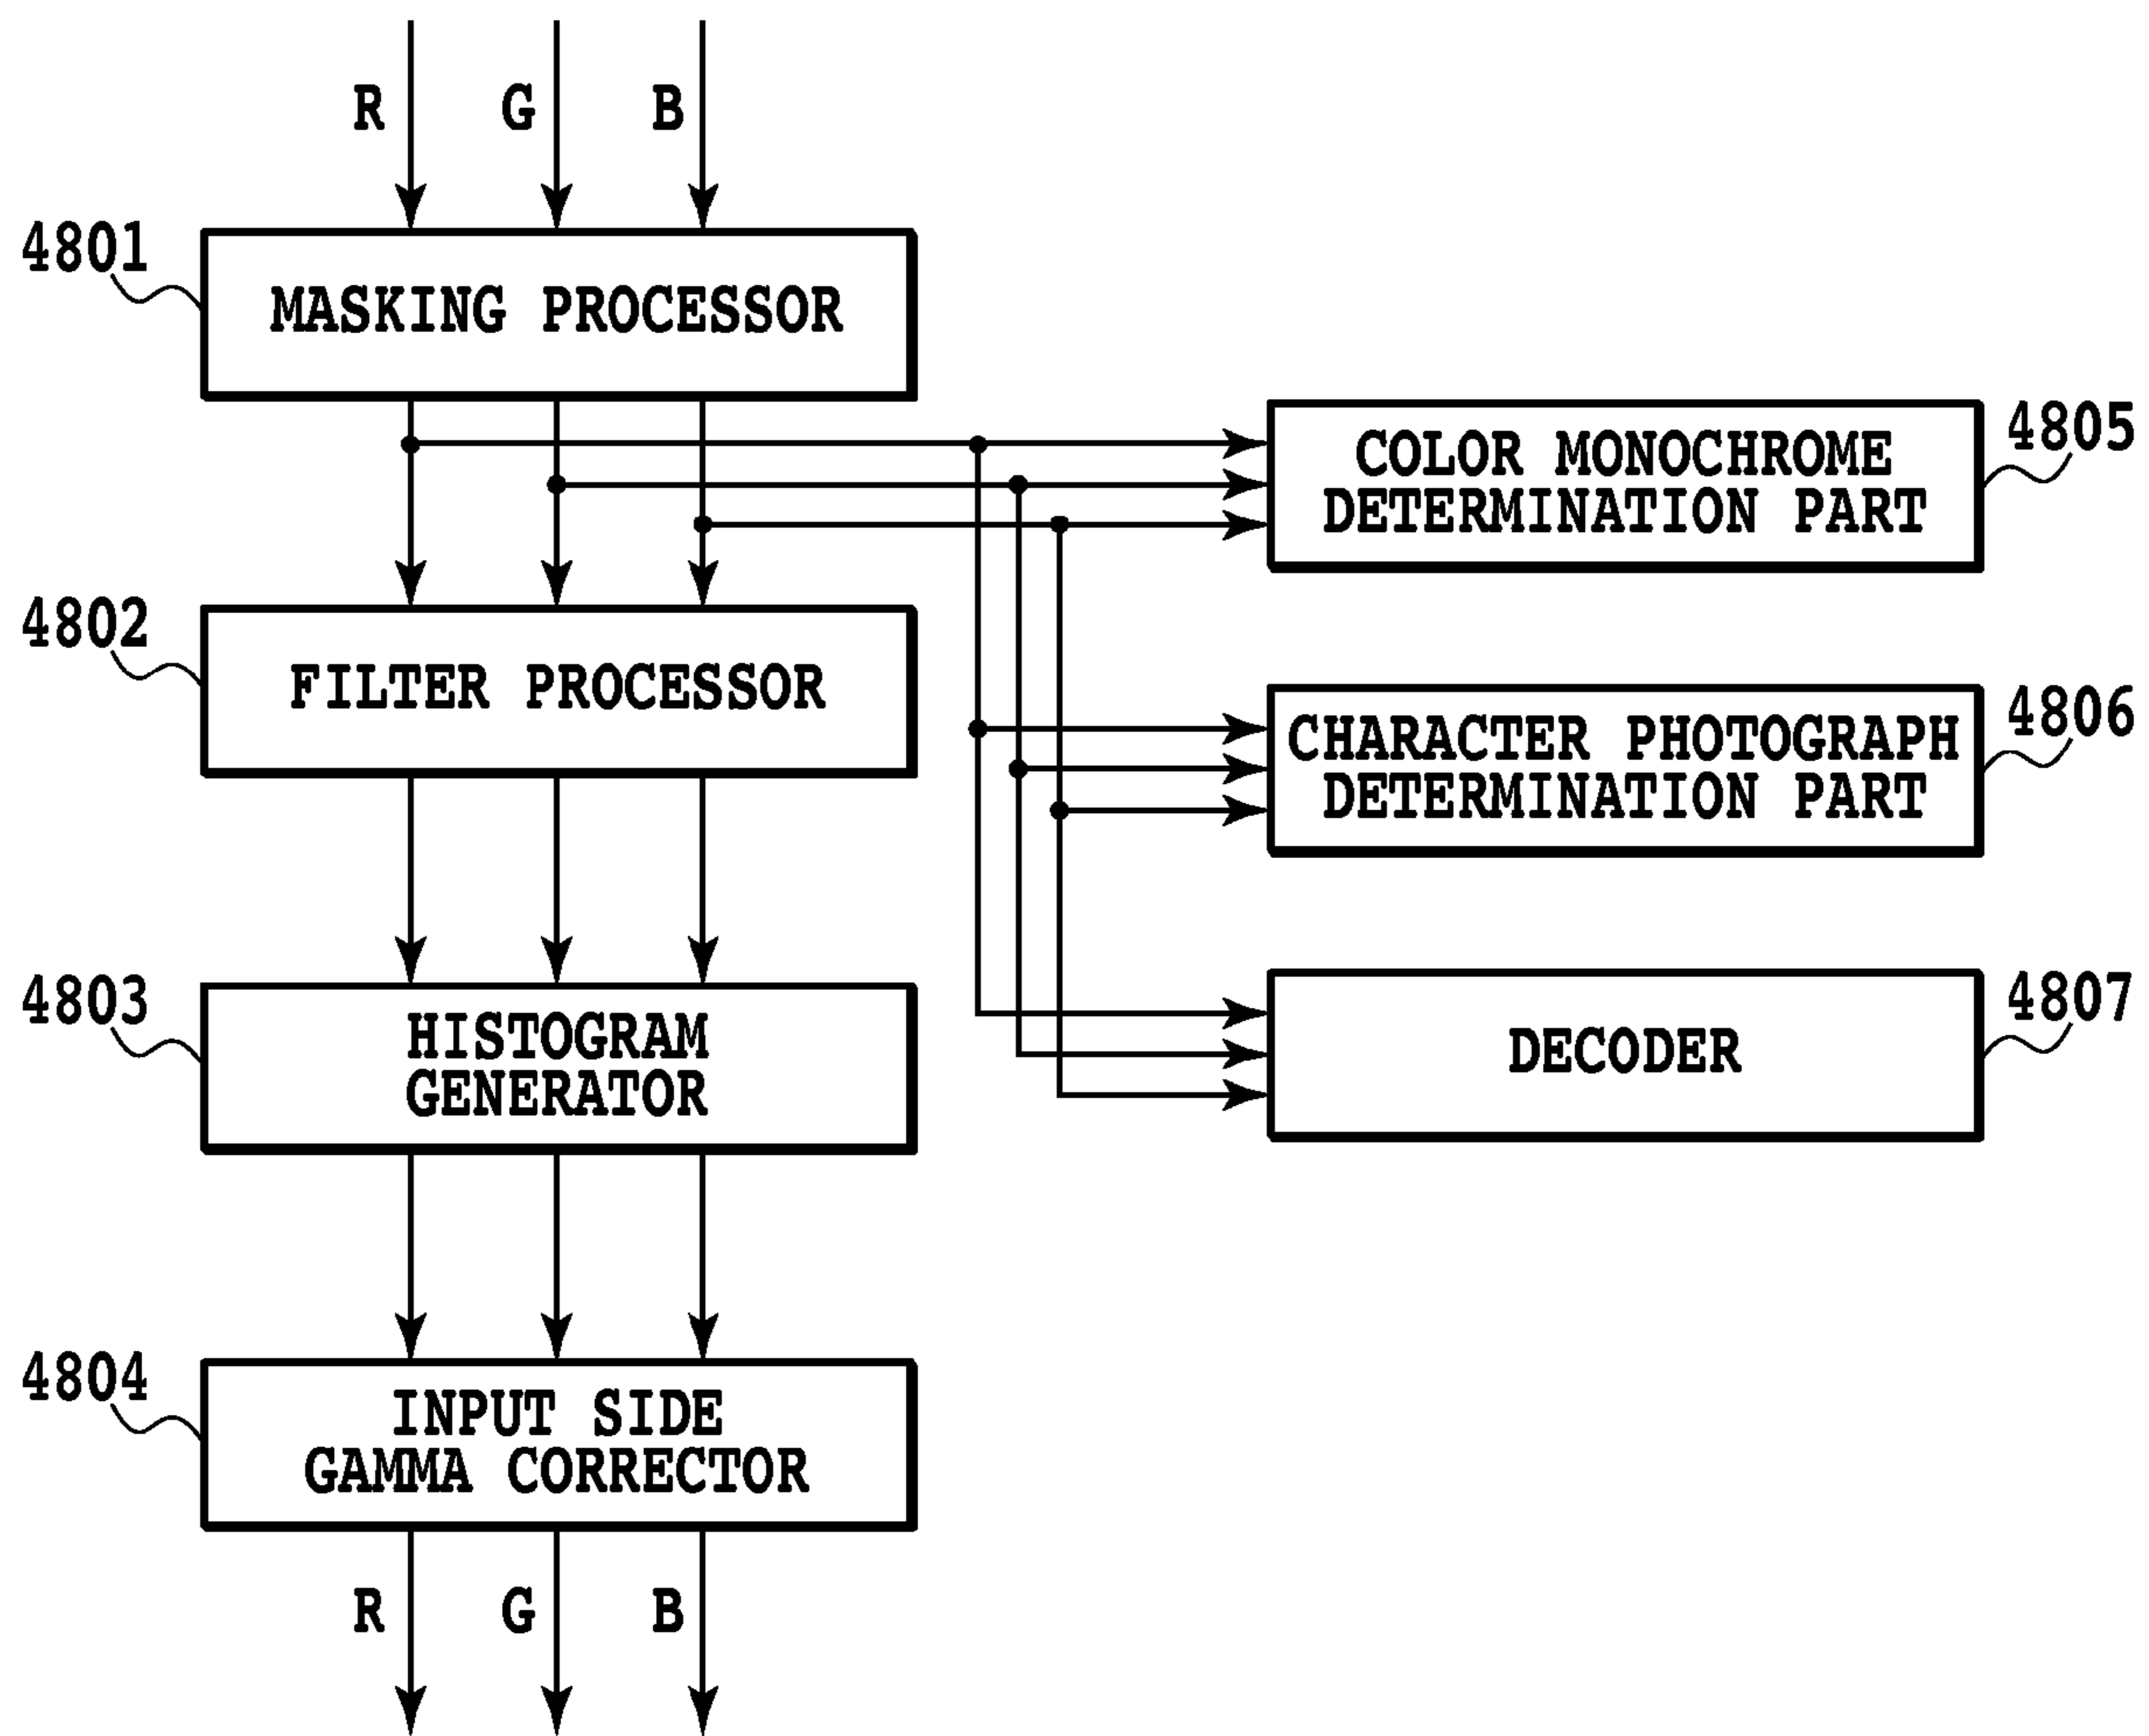 R G B
4801
MASKING PROCESSOR
4805
COLOR MONOCHROME
DETERMINATION PART
4802
FILTER PROCESSOR
4806
CHARACTER PHOTOGRAPH
DETERMINATION PART
4803
HISTOGRAM
GENERATOR
4807
DECODER
4804
INPUT SIDE
GAMMA CORRECTOR
R G B